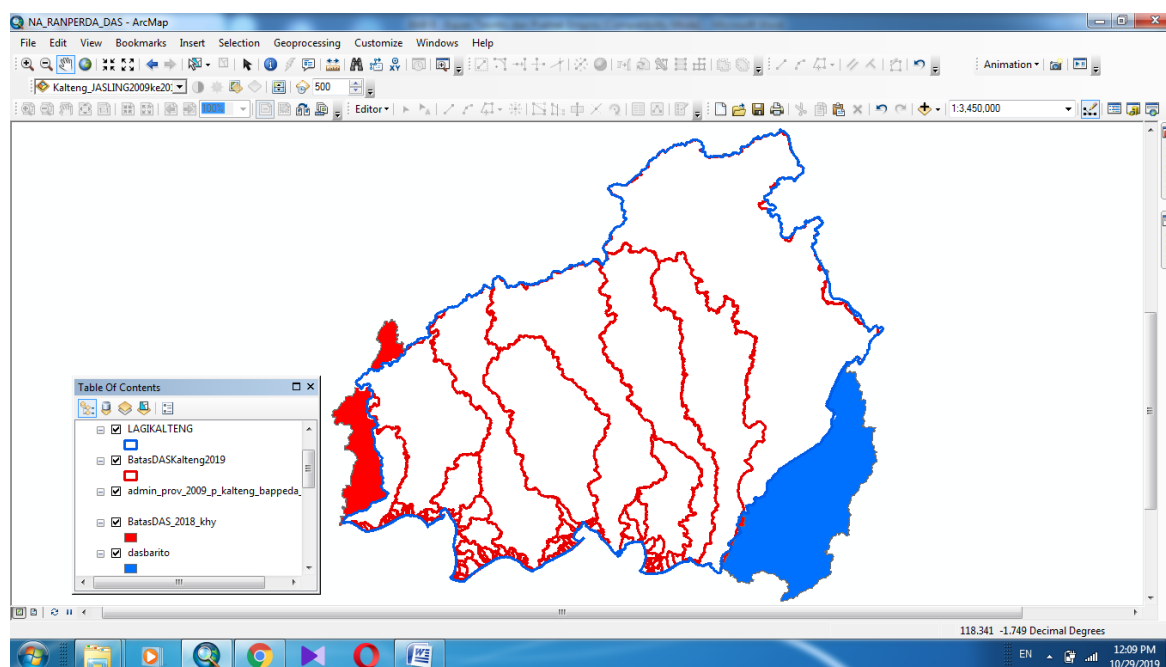 NA_RANPERDA_DAS - ArcMap
File Edit View Bookmarks Insert Selection Geoprocessing Customize Windows Help
Animation
Kalteng_JASLING2009ke20 500
100% Editor 1:3,450,000
Table Of Contents
LAGIKALTENG
BatasDASKalteng2019
admin_prov_2009_p_kalteng_bappeda_
BatasDAS_2018_khy
dasbarito
118.341 -1.749 Decimal Degrees
EN 12:09 PM
10/29/2019